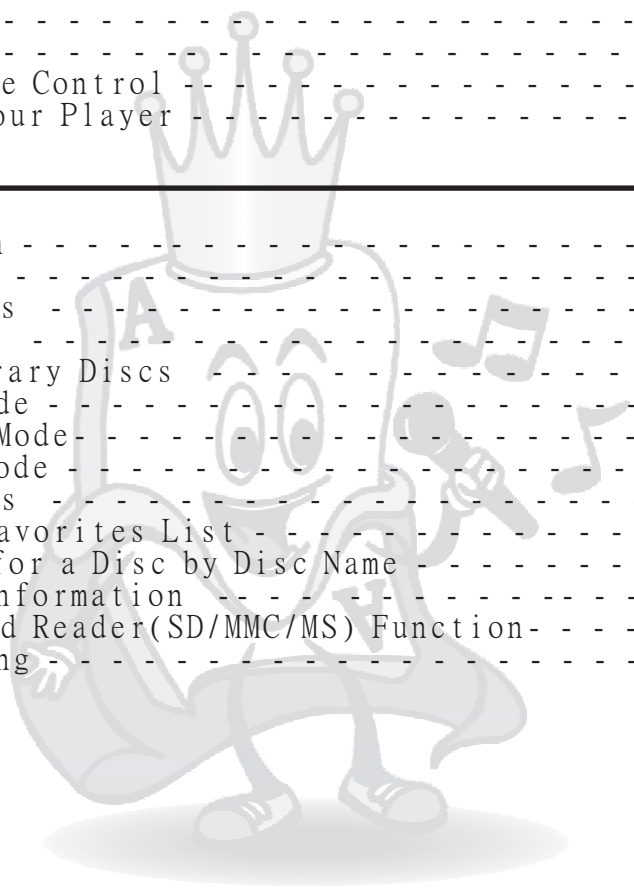 - - - - - - - - - - - - - - - - - - -
- - - - - - - - - - - - - - - - - - -
e Control - - - - - - - - - - - - - -
our Player - - - - - - - - - - - - - -
n - - - - - - - - - - - - - - - - - - -
- - - - - - - - - - - - - - - - - - -
s - - - - - - - - - - - - - - - - - -
- - - - - - - - - - - - - - - - - - -
A
rary Discs - - - - - - - - - - - - -
de - - - - - - - - - - - - - - - - - -
Mode- - - - - - - - - - - - - - - - -
ode - - - - - - - - - - - - - - - - - -
s - - - - - - - - - - - - - - - - - -
avorites List - - - - - - - - - - - -
for a Disc by Disc Name - - - - - - -
nformation -- - - - - - - - - - -- - -
d Reader(SD/MMC/MS) Function- - - -
A
ng - - - - - - - - - - - - - - - - - -